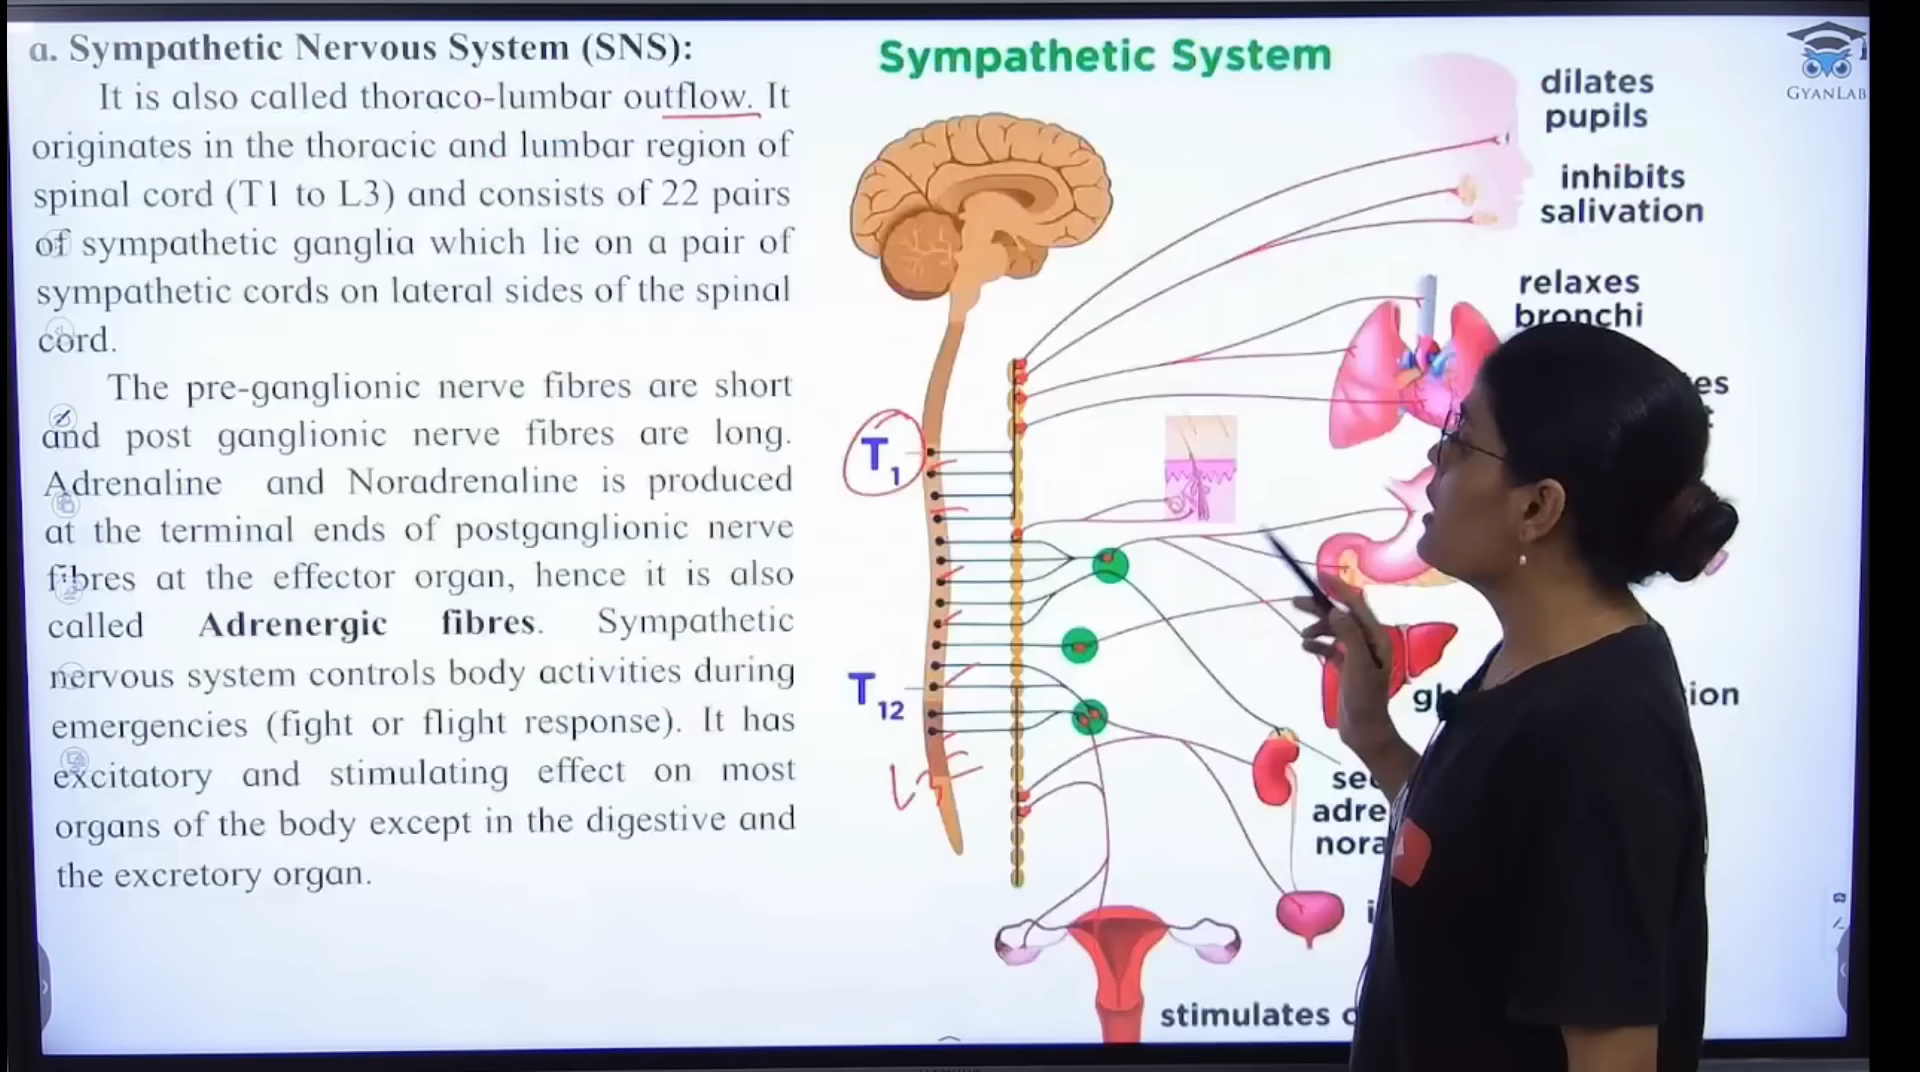 a. Sympathetic Nervous System (SNS):
It is also called thoraco-lumbar outflow. It
originates in the thoracic and lumbar region of
spinal cord (T1 to L3) and consists of 22 pairs
of sympathetic ganglia which lie on a pair of
sympathetic cords on lateral sides of the spinal
cord.
The pre-ganglionic nerve fibres are short
and post ganglionic nerve fibres are long.
Adrenaline and Noradrenaline is produced
at the terminal ends of postganglionic nerve
fibres at the effector organ, hence it is also
called Adrenergic fibres. Sympathetic
nervous system controls body activities during
emergencies (fight or flight response). It has
excitatory and stimulating effect on most
organs of the body except in the digestive and
the excretory organ.
Sympathetic System
dilates
pupils
inhibits
salivation
relaxes
bronchi
T1
T12
L3
stimulates
GYANLAB